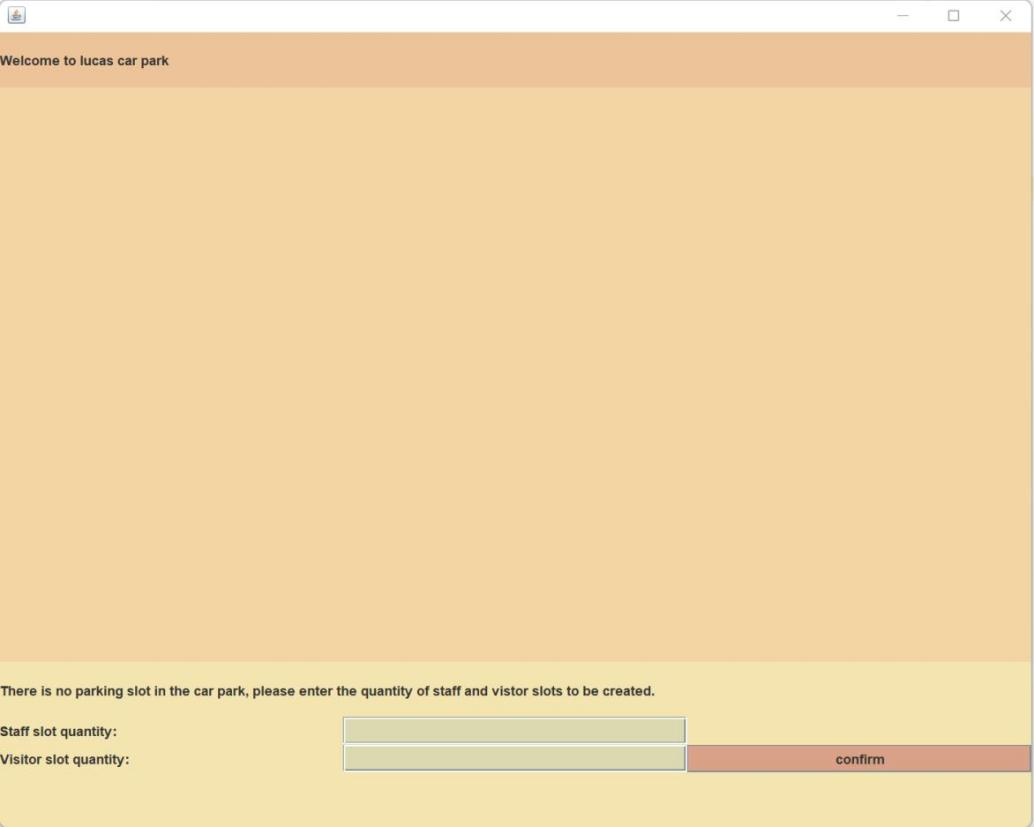 Welcome to lucas car park
There is no parking slot in the car park, please enter the quantity of staff and vistor slots to be created.
Staff slot quantity:
Visitor slot quantity:
confirm